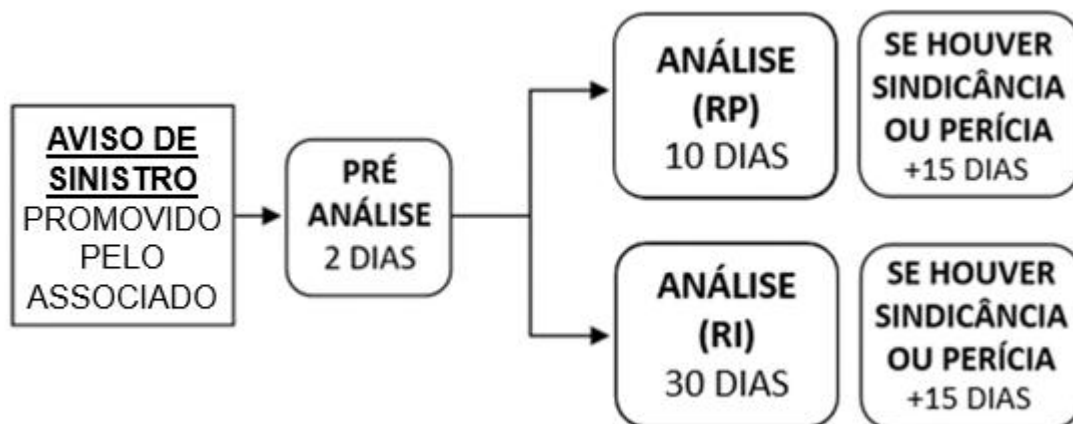 AVISO DE
SINISTRO
PROMOVIDO
PELO
ASSOCIADO
PRÉ
ANÁLISE
2 DIAS
ANÁLISE
(RP)
10 DIAS
SE HOUVER
SINDICÂNCIA
OU PERÍCIA
+15 DIAS
ANÁLISE
(RI)
30 DIAS
SE HOUVER
SINDICÂNCIA
OU PERÍCIA
+15 DIAS